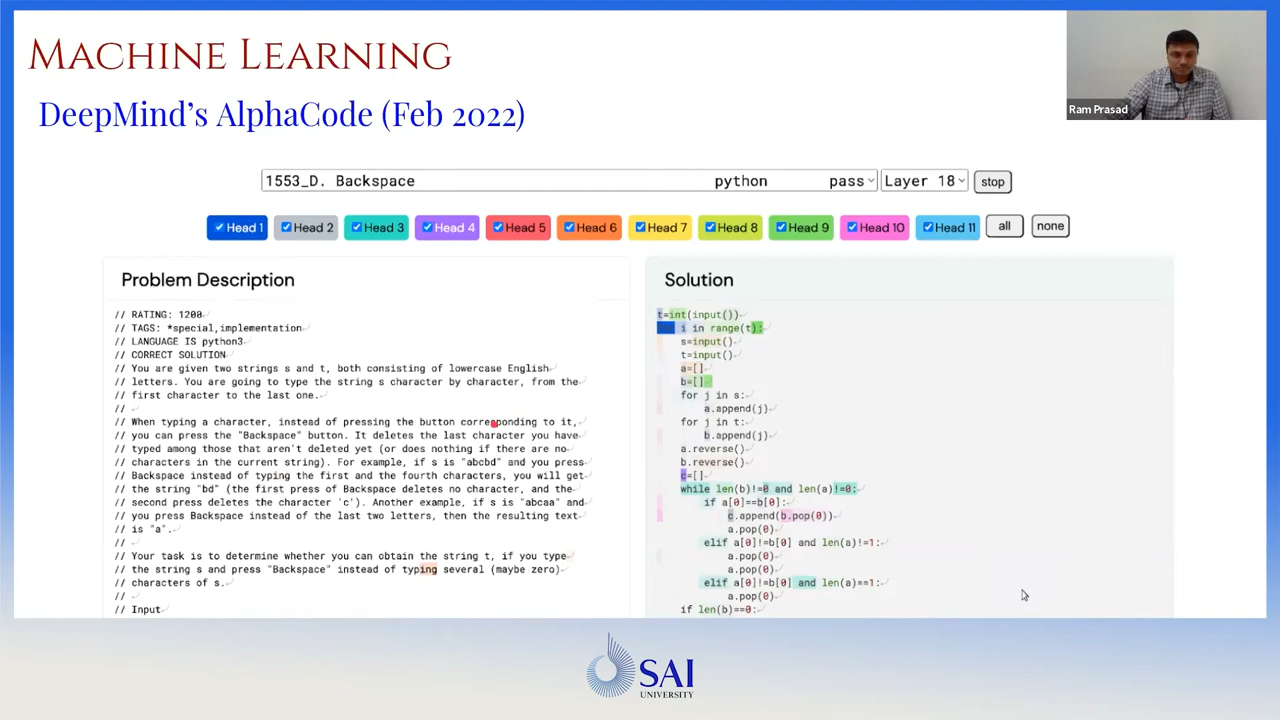 MACHINE LEARNING
DeepMind's AlphaCode (Feb 2022)
Ram Prasad
1553_D. Backspace python pass Layer 18 stop
Head 1 Head 2 Head 3 Head 4 Head 5 Head 6 Head 7 Head 8 Head 9 Head 10 Head 11 all none
Problem Description
// RATING: 1200
// TAGS: *special,implementation
// LANGUAGE IS python3
// CORRECT SOLUTION
// You are given two strings s and t, both consisting of lowercase English
// letters. You are going to type the string s character by character, from the
// first character to the last one.
//
// When typing a character, instead of pressing the button corresponding to it,
// you can press the "Backspace" button. It deletes the last character you have
// typed among those that aren't deleted yet (or does nothing if there are no
// characters in the current string). For example, if s is "abcbd" and you press
// Backspace instead of typing the first and the fourth characters, you will get
// the string "bd" (the first press of Backspace deletes no character, and the
// second press deletes the character 'c'). Another example, if s is "abcaa" and
// you press Backspace instead of the last two letters, then the resulting text
// is "a".
//
// Your task is to determine whether you can obtain the string t, if you type
// the string s and press "Backspace" instead of typing several (maybe zero)
// characters of s.
//
// Input
Solution
t=int(input())
i in range(t):
s=input()
t=input()
a=[]
b=[]
for j in s:
a.append(j)
for j in t:
b.append(j)
a.reverse()
b.reverse()
c=[]
while len(b)!=0 and len(a)!=0:
if a[0]==b[0]:
c.append(b.pop(0))
a.pop(0)
elif a[0]!=b[0] and len(a)!=1:
a.pop(0)
a.pop(0)
elif a[0]!=b[0] and len(a)==1:
a.pop(0)
if len(b)==0:
SAI
UNIVERSITY